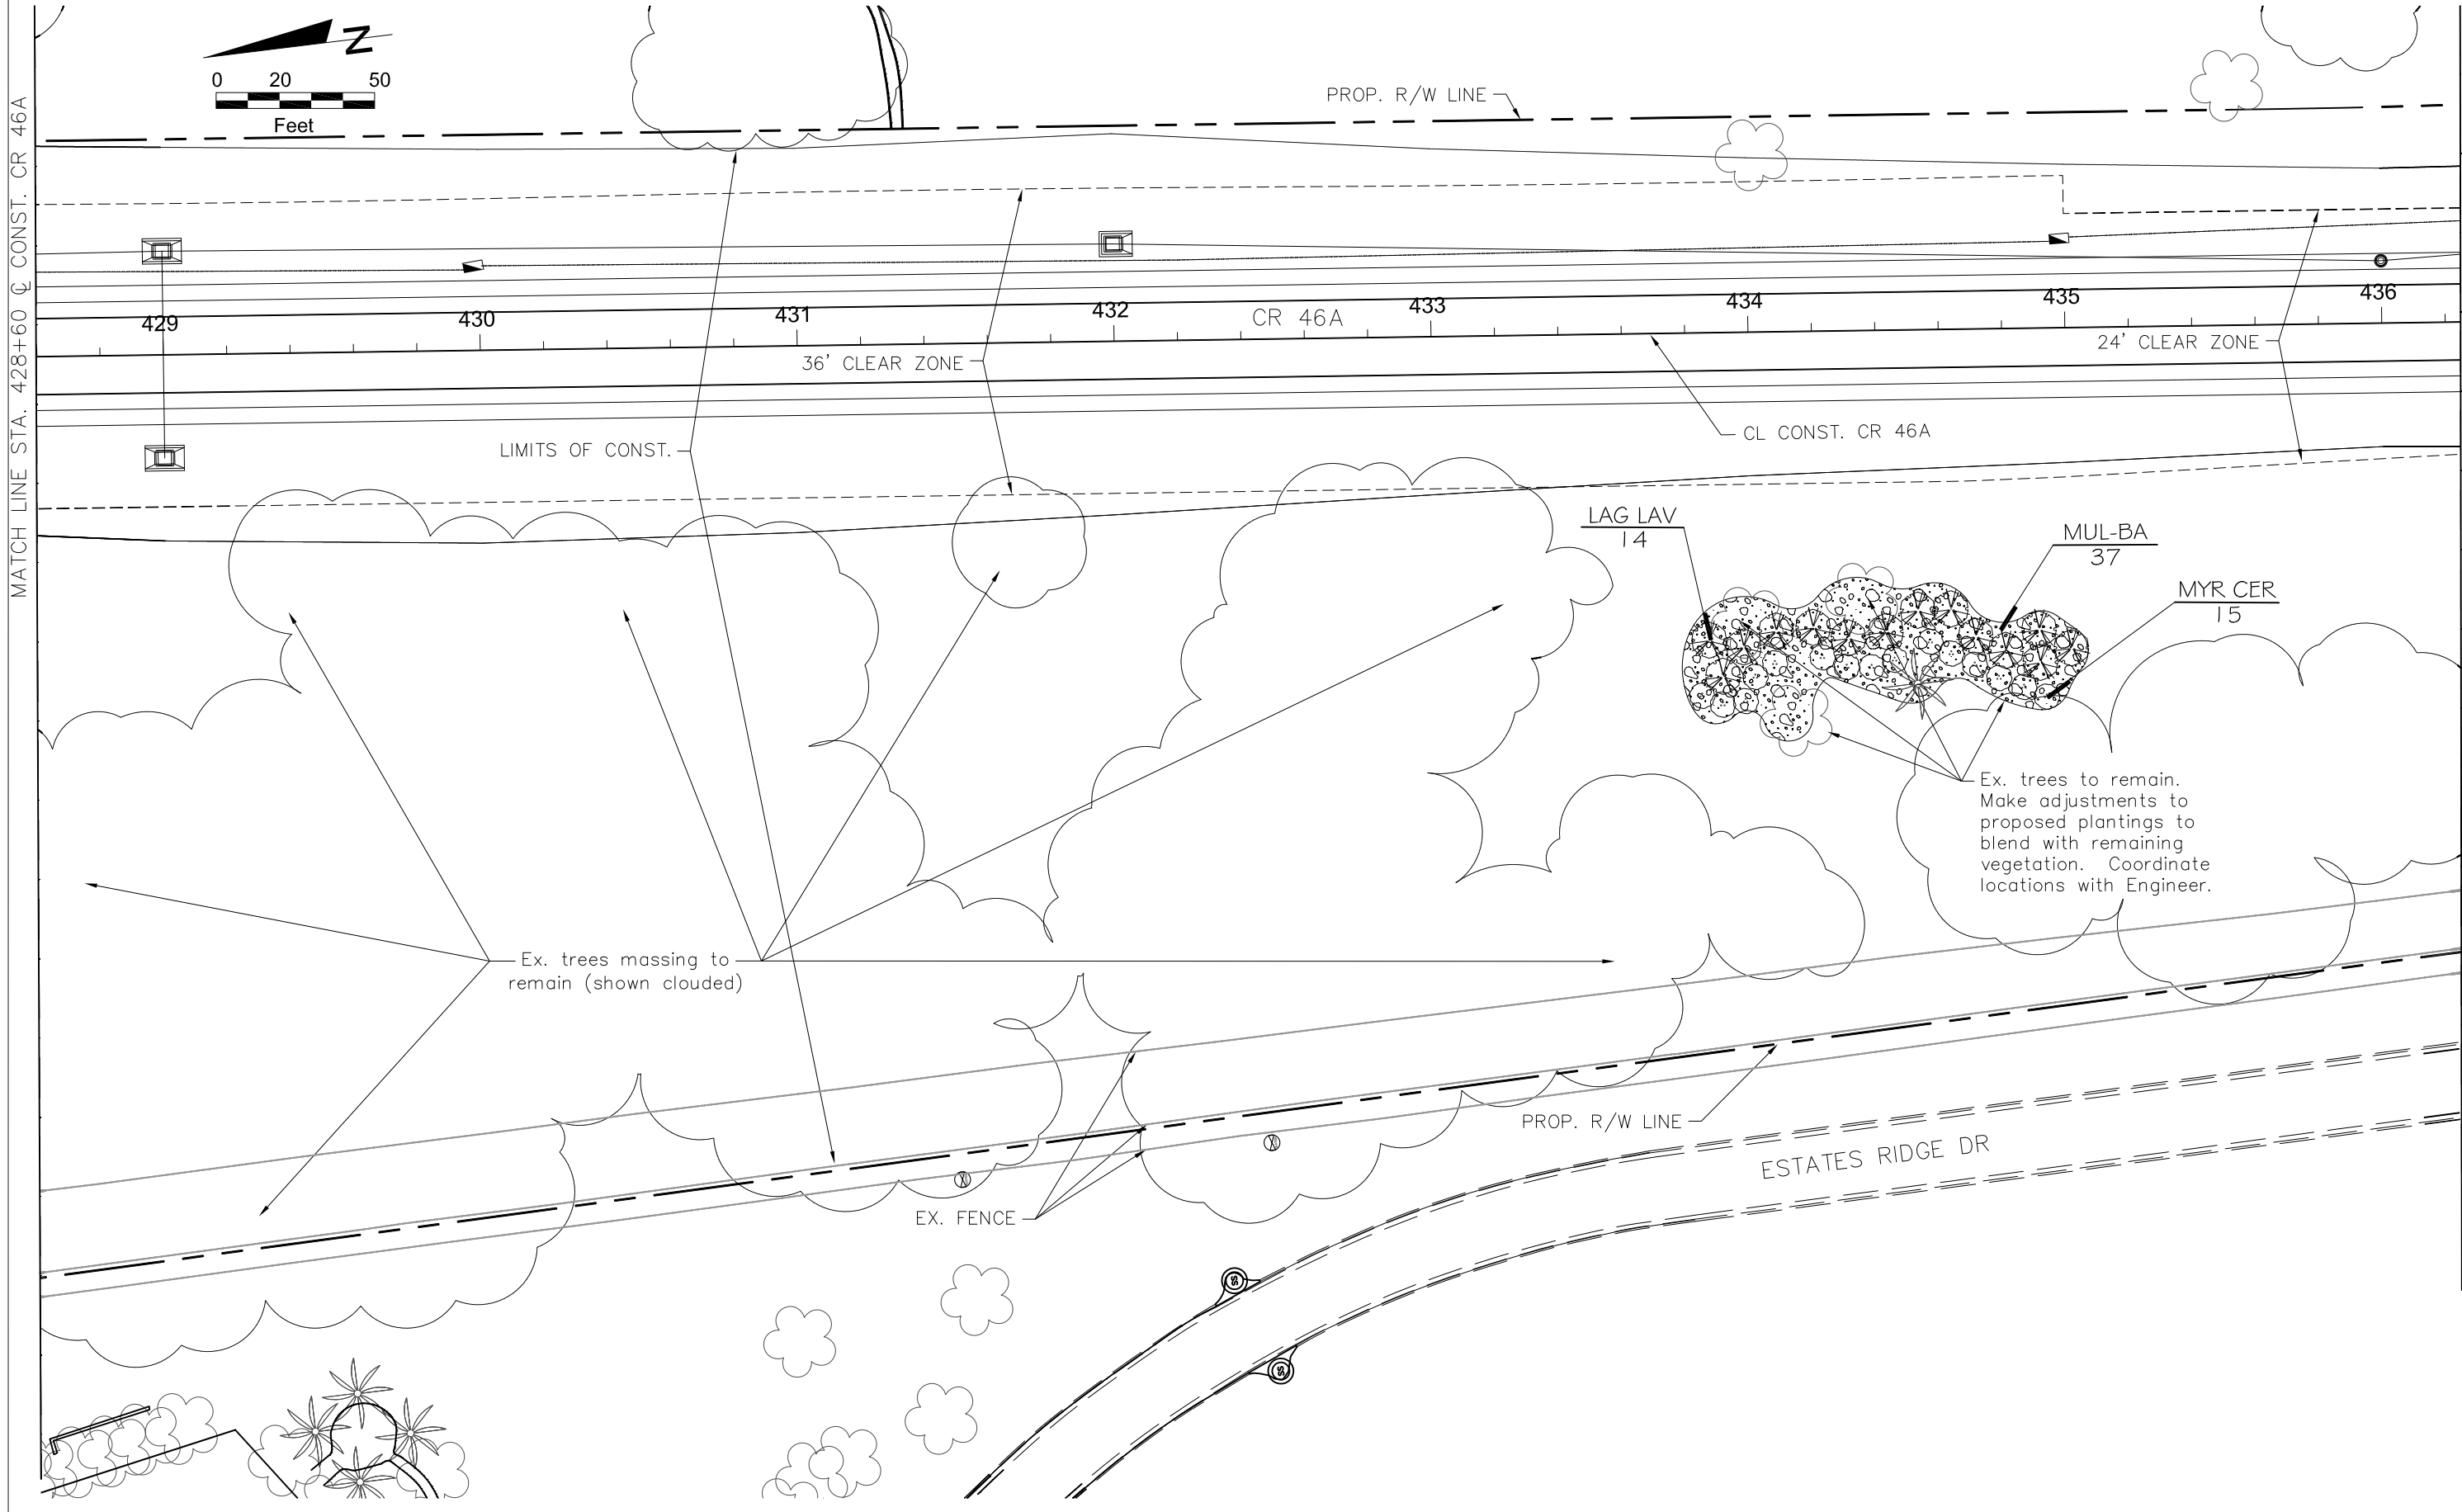 N
0 20 50
Feet
MATCH LINE STA. 428+60 ℄ CONST. CR 46A
PROP. R/W LINE
429 430 431 432 433 434 435 436
CR 46A
36' CLEAR ZONE
24' CLEAR ZONE
LIMITS OF CONST.
CL CONST. CR 46A
LAG LAV
14
MUL-BA
37
MYR CER
15
Ex. trees to remain.
Make adjustments to
proposed plantings to
blend with remaining
vegetation. Coordinate
locations with Engineer.
Ex. trees massing to
remain (shown clouded)
PROP. R/W LINE
ESTATES RIDGE DR
EX. FENCE
SS
SS